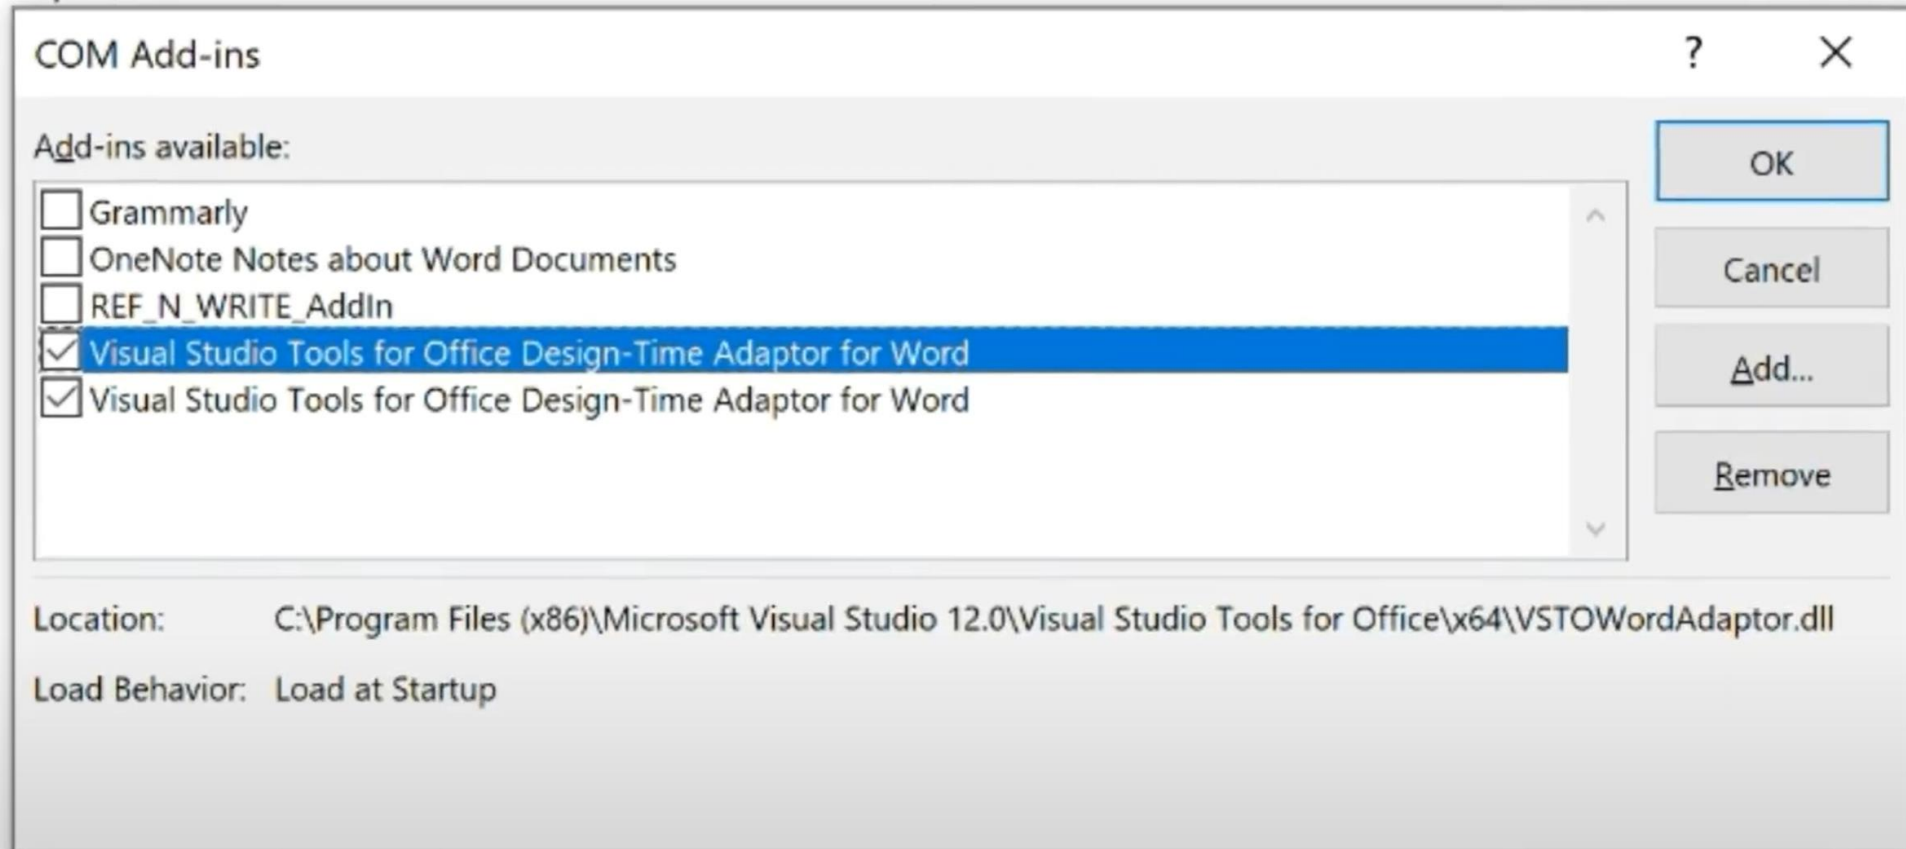 COM Add-ins
?
Add-ins available:
OK
Grammarly
OneNote Notes about Word Documents
Cancel
REF_N_WRITE_AddIn
Visual Studio Tools for Office Design-Time Adaptor for Word
Add...
Visual Studio Tools for Office Design-Time Adaptor for Word
Remove
Location: C:\Program Files (x86)\Microsoft Visual Studio 12.0\Visual Studio Tools for Office\x64\VSTOWordAdaptor.dll
Load Behavior: Load at Startup